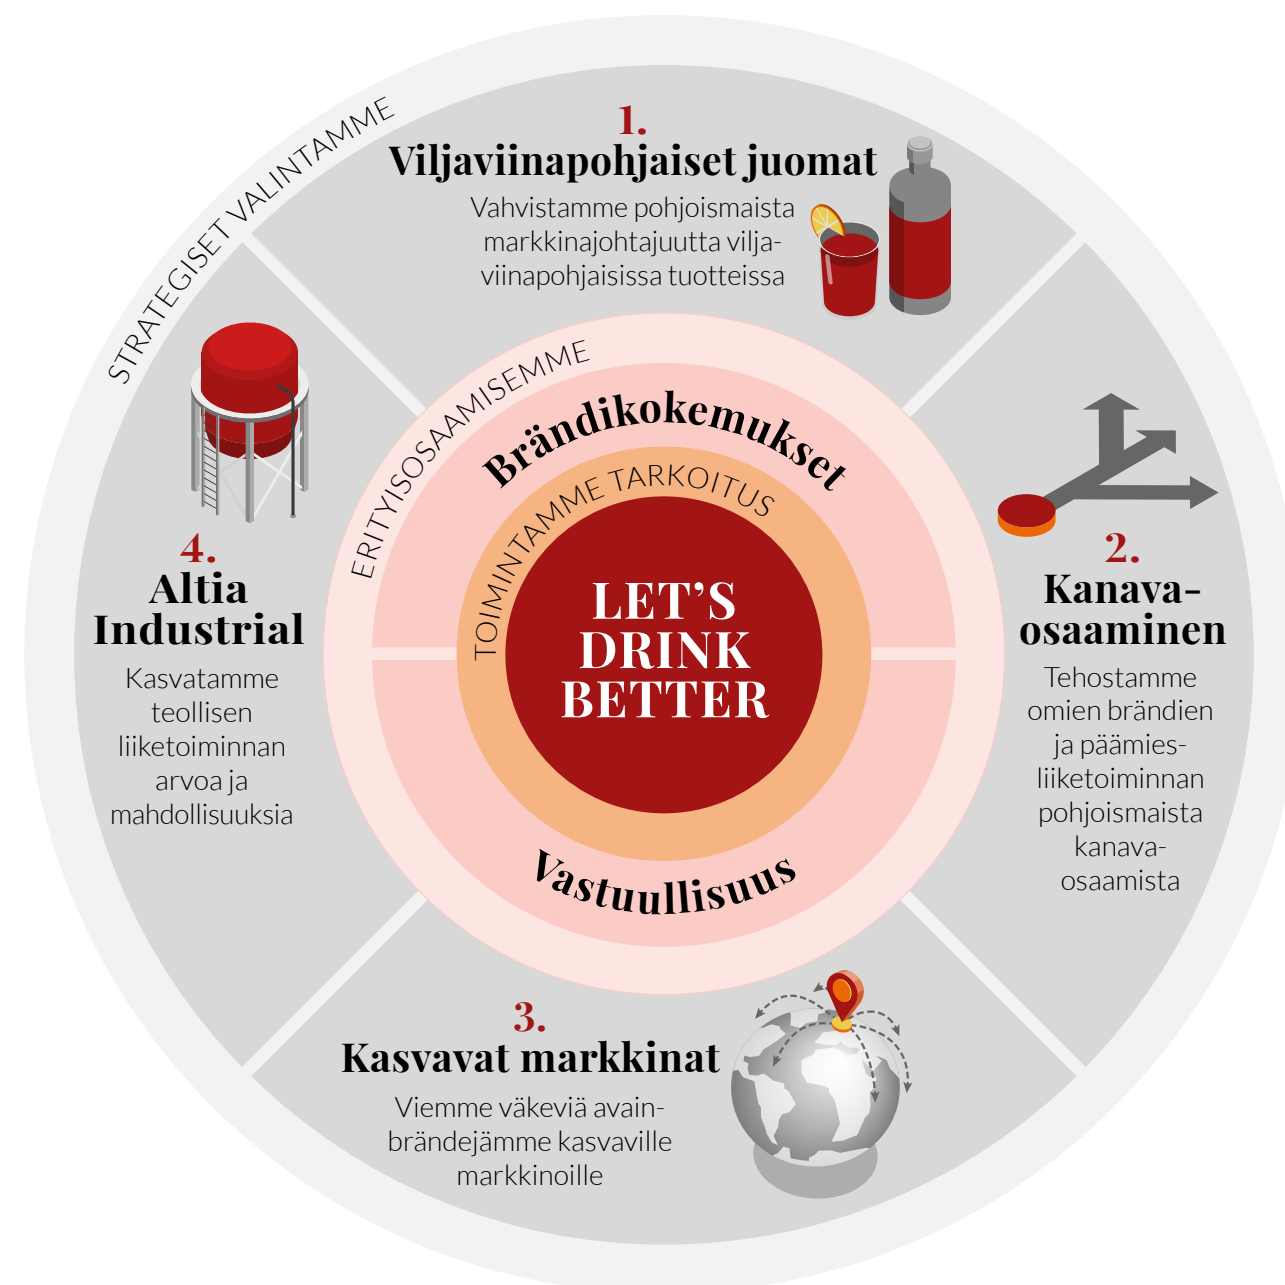 STRATEGISET VALINTAMME
1.
Viljaviinapohjaiset juomat
Vahvistamme pohjoismaista
markkinajohtajuutta vilja-
viinapohjaisissa tuotteissa
2.
Kanava-
osaaminen
Tehostamme
omien brändien
ja päämies-
liiketoiminnan
pohjoismaista
kanava-
osaamista
3.
Kasvavat markkinat
Viemme väkeviä avain-
brändejämme kasvaville
markkinoille
4.
Altia
Industrial
Kasvatamme
teollisen
liiketoiminnan
arvoa ja
mahdollisuuksia
ERITYISOSAAMISEMME
Brändikokemukset
Vastuullisuus
TOIMINTAMME TARKOITUS
LET'S
DRINK
BETTER